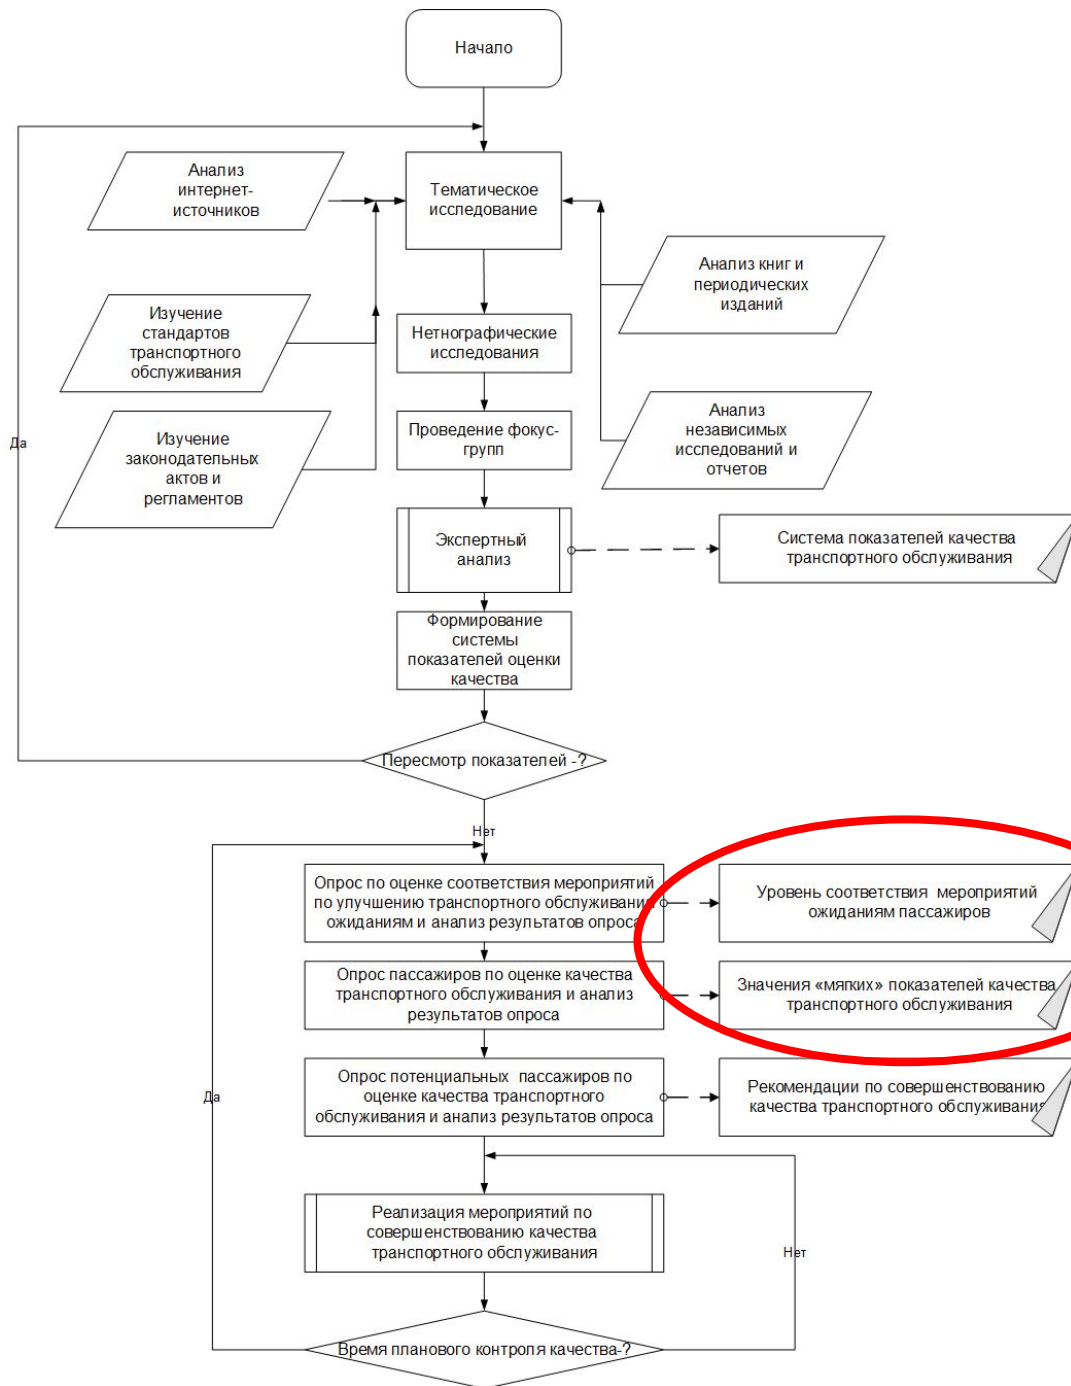 Начало
Анализ
интернет-
источников
Тематическое
исследование
Анализ книг и
периодических
изданий
Изучение
стандартов
транспортного
обслуживания
Нетнографические
исследования
Изучение
законодательных
актов и
регламентов
Проведение фокус-
групп
Анализ
независимых
исследований и
отчетов
Да
Экспертный
анализ
Система показателей качества
транспортного обслуживания
Формирование
системы
показателей оценки
качества
Пересмотр показателей -?
Нет
Опрос по оценке соответствия мероприятий
по улучшению транспортного обслуживания
ожиданиям и анализ результатов опроса
Уровень соответствия мероприятий
ожиданиям пассажиров
Опрос пассажиров по оценке качества
транспортного обслуживания и анализ
результатов опроса
Значения «мягких» показателей качества
транспортного обслуживания
Опрос потенциальных пассажиров по
оценке качества транспортного
обслуживания и анализ результатов опроса
Рекомендации по совершенствованию
качества транспортного обслуживания
Да
Реализация мероприятий по
совершенствованию качества
транспортного обслуживания
Нет
Время планового контроля качества-?